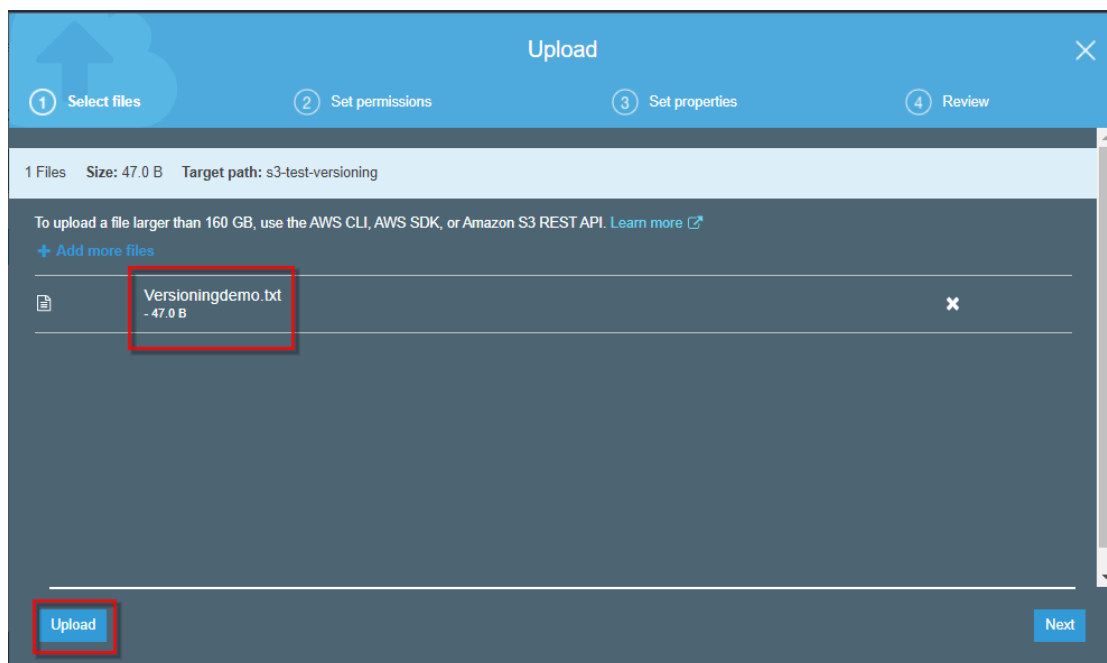 Upload
1 Select files 2 Set permissions 3 Set properties 4 Review
1 Files Size: 47.0 B Target path: s3-test-versioning
To upload a file larger than 160 GB, use the AWS CLI, AWS SDK, or Amazon S3 REST API. Learn more
+ Add more files
Versioningdemo.txt
- 47.0 B
Upload Next